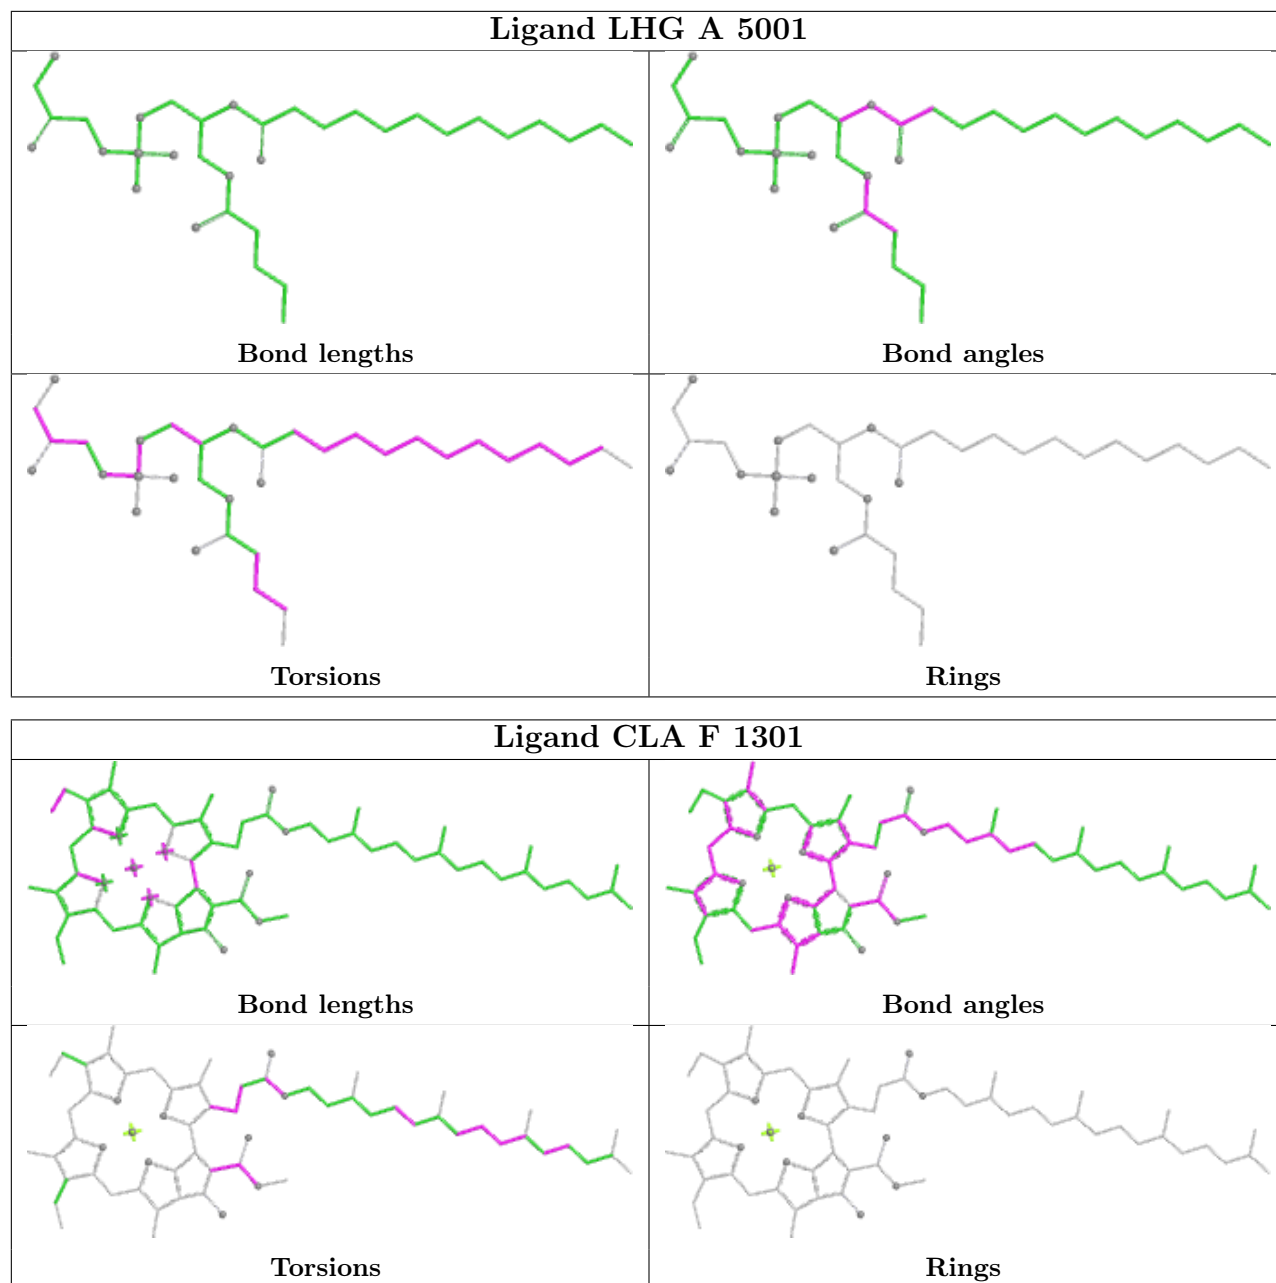 Ligand LHG A 5001
Bond lengths
Bond angles
Torsions
Rings
Ligand CLA F 1301
Bond lengths
Bond angles
Torsions
Rings